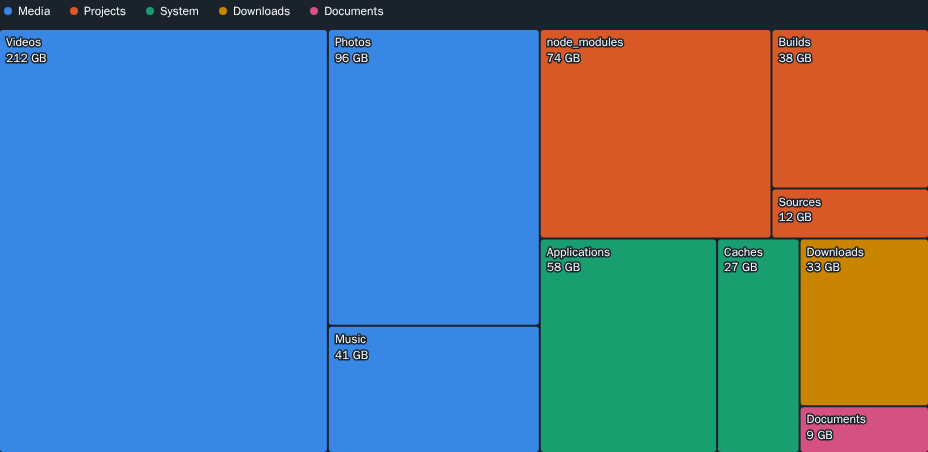 Media Projects System Downloads Documents
Videos
212 GB
Photos
96 GB
Music
41 GB
node_modules
74 GB
Builds
38 GB
Sources
12 GB
Applications
58 GB
Caches
27 GB
Downloads
33 GB
Documents
9 GB